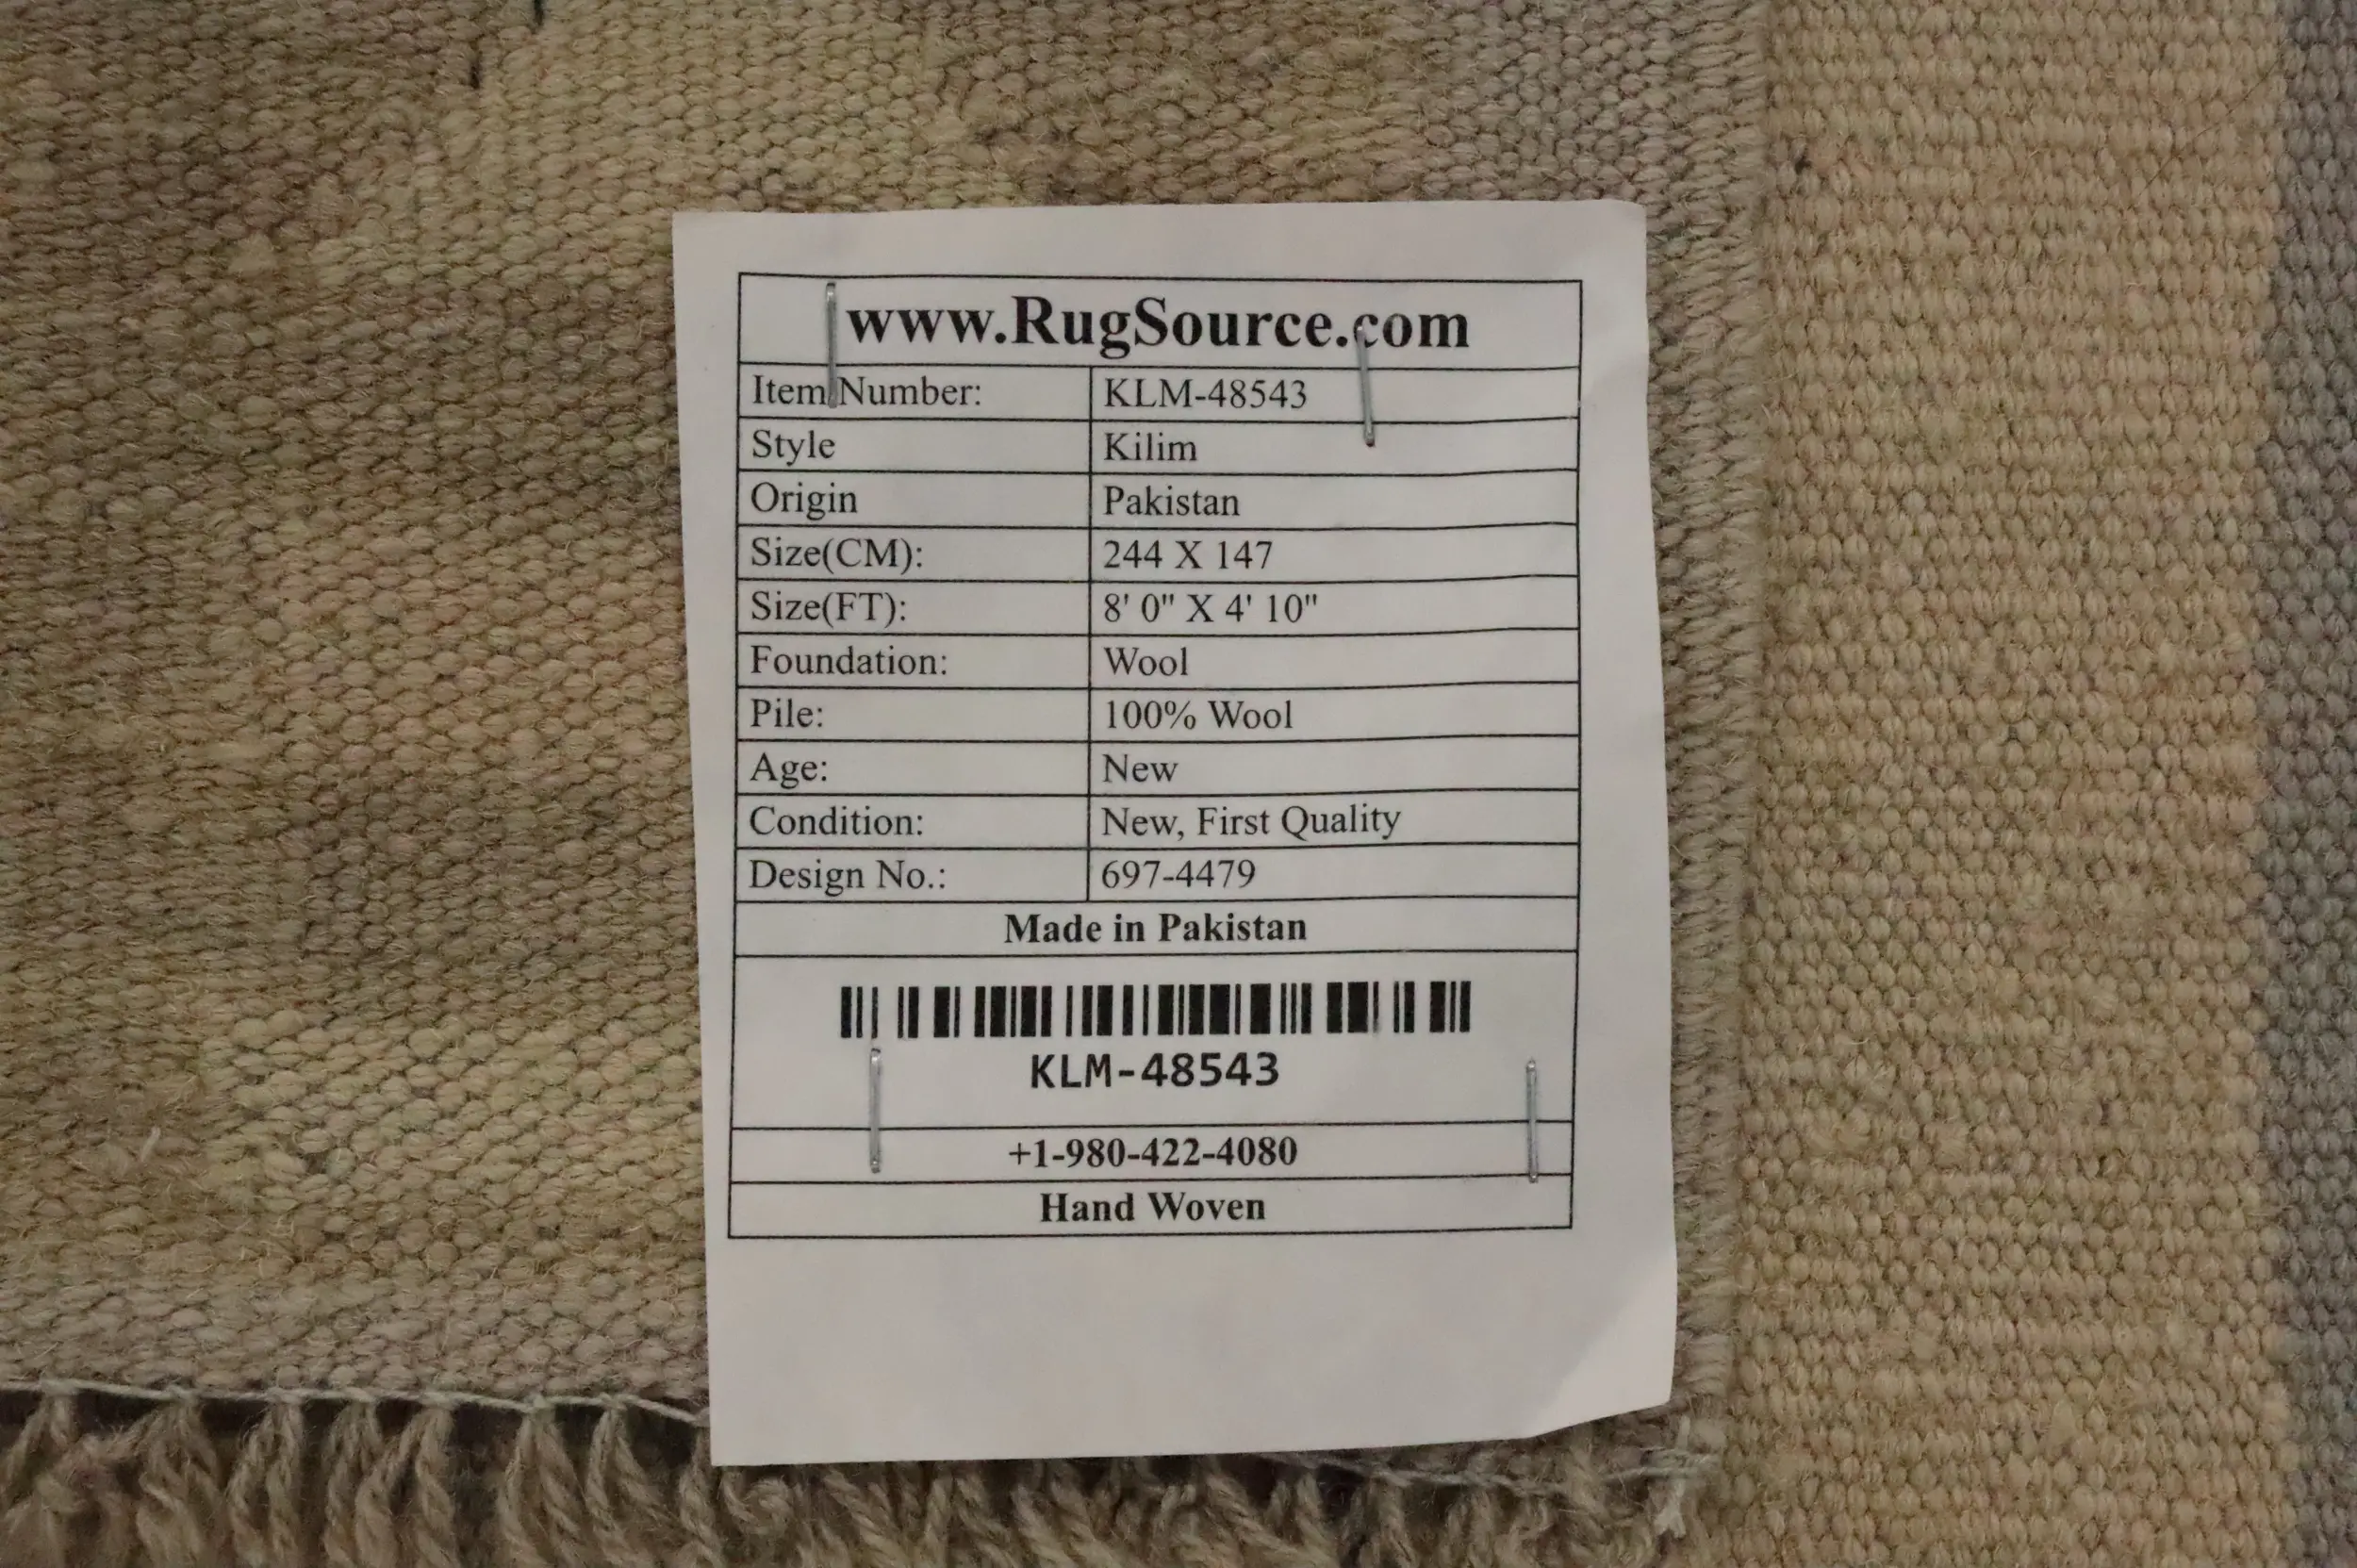 www.RugSource.com
Item Number: KLM-48543
Style Kilim
Origin Pakistan
Size(CM): 244 X 147
Size(FT): 8' 0" X 4' 10"
Foundation: Wool
Pile: 100% Wool
Age: New
Condition: New, First Quality
Design No.: 697-4479
Made in Pakistan
KLM-48543
+1-980-422-4080
Hand Woven